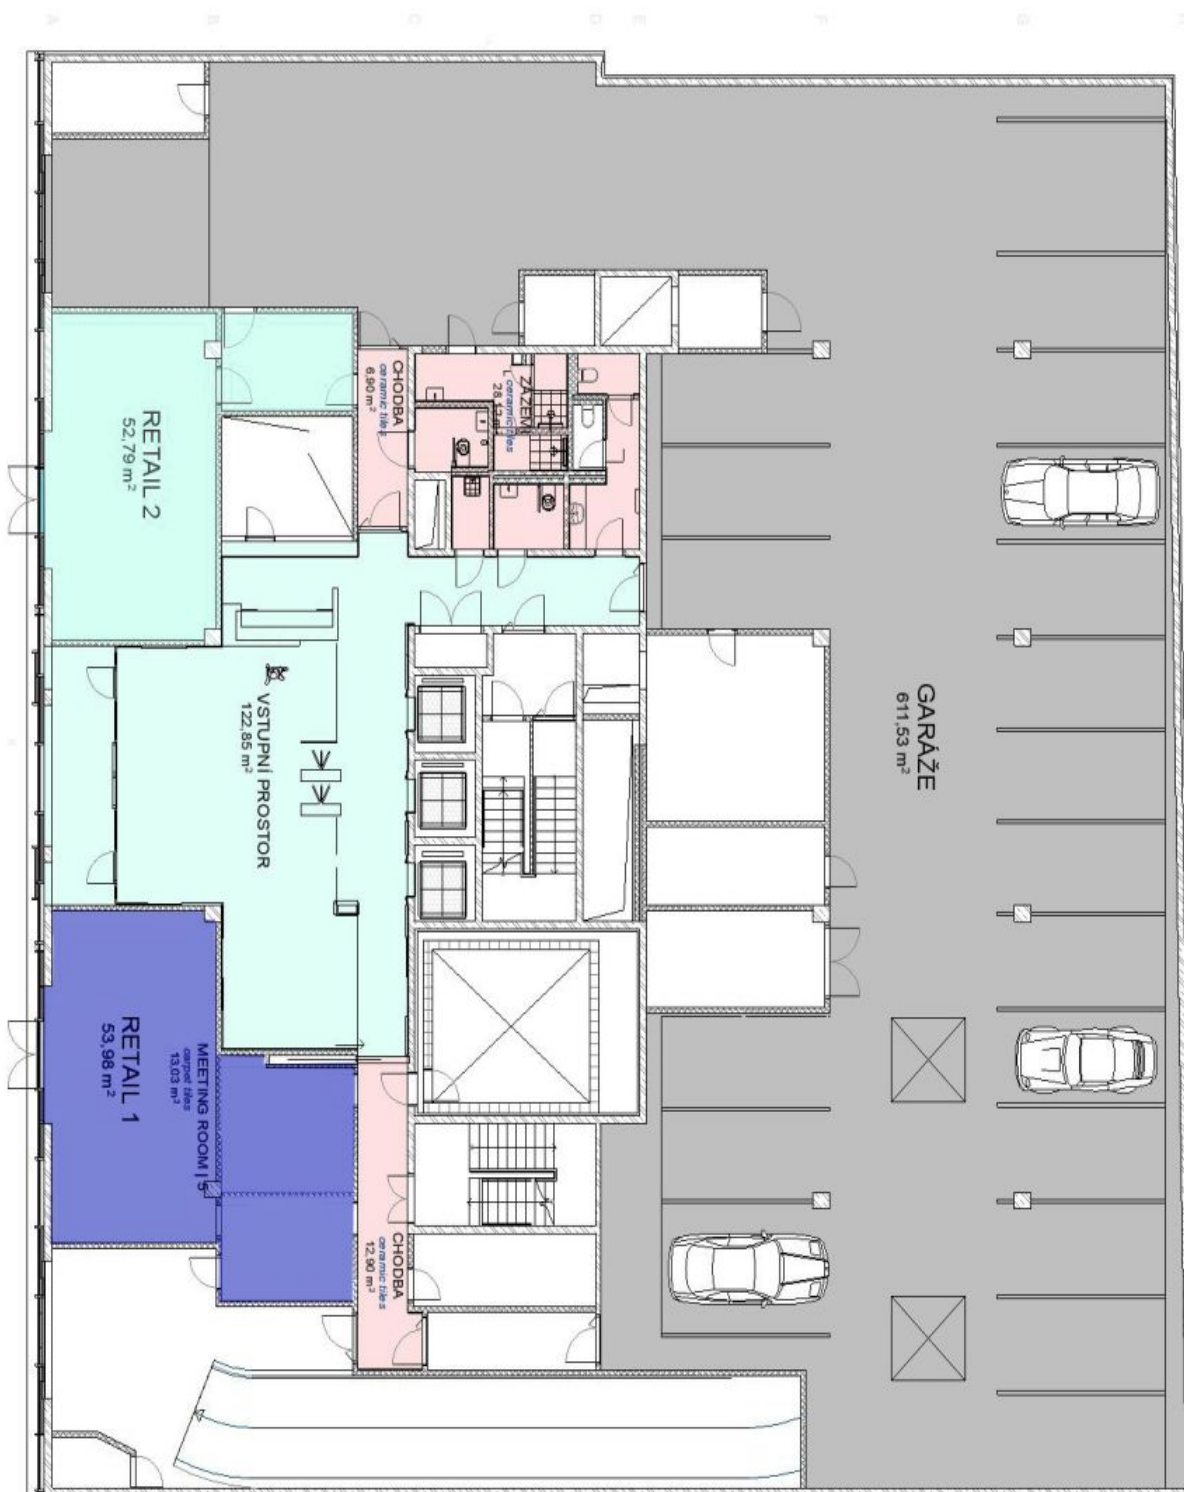 A B C D E F G H
CHODBA
ceramic tiles
6,90 m²
ZÁZEMÍ
ceramic tiles
RETAIL 2
52,79 m²
GARÁŽE
611,53 m²
VSTUPNÍ PROSTOR
122,85 m²
RETAIL 1
53,98 m²
MEETING ROOM | 5
carpet tiles
13,03 m²
CHODBA
ceramic tiles
12,90 m²